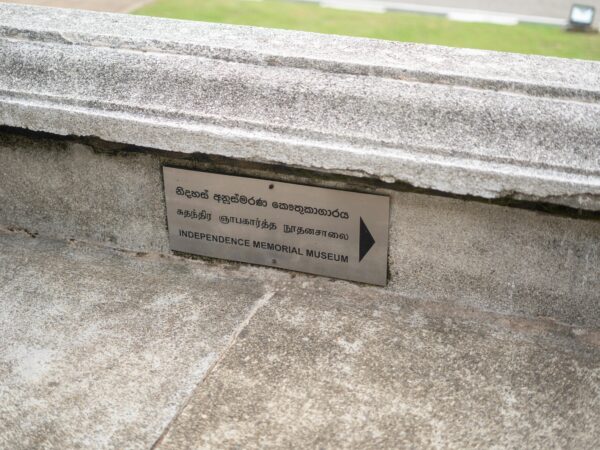 නිදහස් අනුස්මරණ කෞතුකාගාරය
சுதந்திர ஞாபகார்த்த நூதனசாலை
INDEPENDENCE MEMORIAL MUSEUM